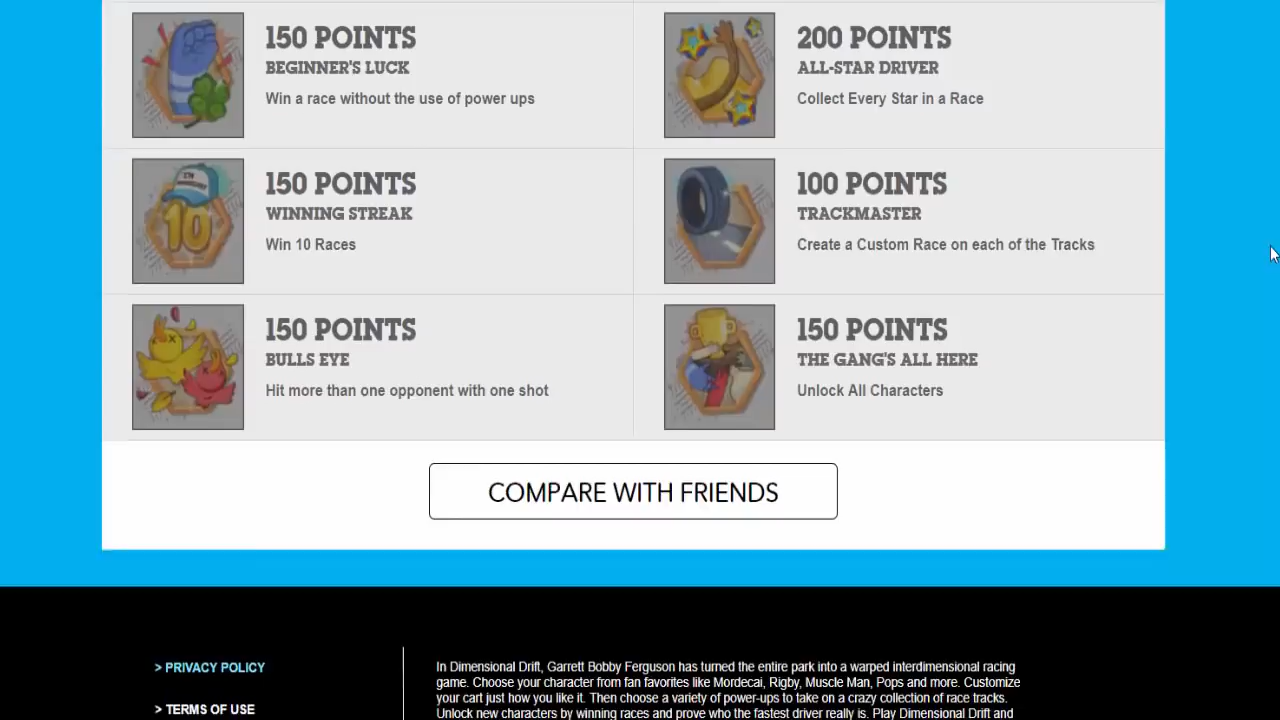 150 POINTS
BEGINNER'S LUCK
Win a race without the use of power ups
200 POINTS
ALL-STAR DRIVER
Collect Every Star in a Race
150 POINTS
WINNING STREAK
Win 10 Races
10
100 POINTS
TRACKMASTER
Create a Custom Race on each of the Tracks
150 POINTS
BULLS EYE
Hit more than one opponent with one shot
150 POINTS
THE GANG'S ALL HERE
Unlock All Characters
COMPARE WITH FRIENDS
> PRIVACY POLICY
> TERMS OF USE
In Dimensional Drift, Garrett Bobby Ferguson has turned the entire park into a warped interdimensional racing
game. Choose your character from fan favorites like Mordecai, Rigby, Muscle Man, Pops and more. Customize
your cart just how you like it. Then choose a variety of power-ups to take on a crazy collection of race tracks.
Unlock new characters by winning races and prove who the fastest driver really is. Play Dimensional Drift and